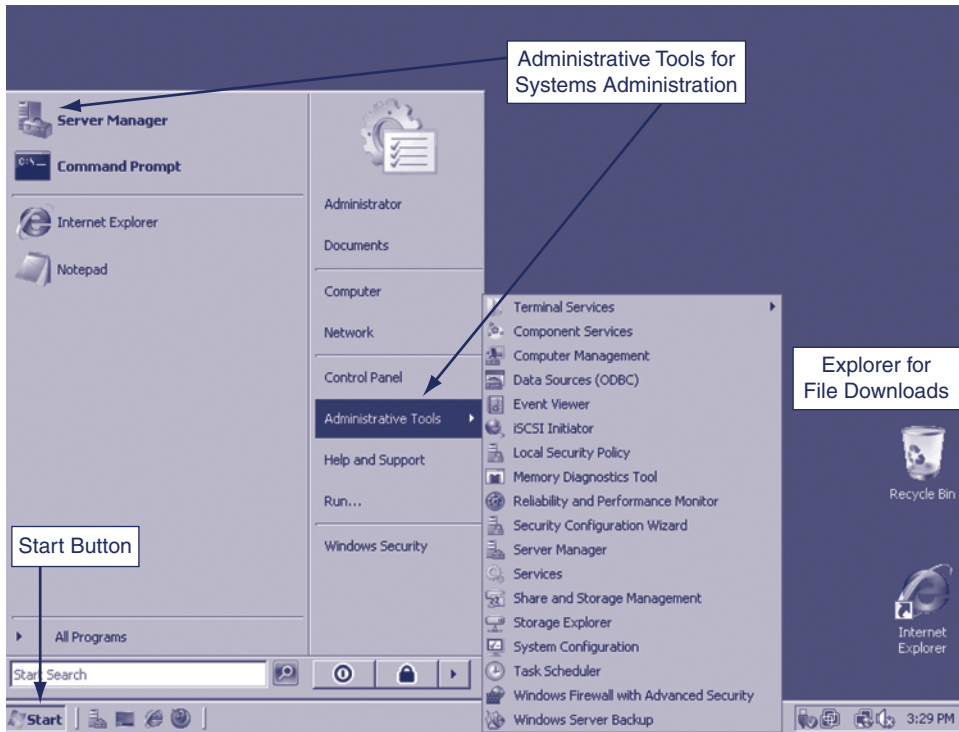 Administrative Tools for
Systems Administration
Server Manager
C:\_
Command Prompt
Internet Explorer
Notepad
Administrator
Documents
Computer
Network
Control Panel
Administrative Tools
Help and Support
Run...
Windows Security
Terminal Services
Component Services
Computer Management
Data Sources (ODBC)
Event Viewer
iSCSI Initiator
Local Security Policy
Memory Diagnostics Tool
Reliability and Performance Monitor
Security Configuration Wizard
Server Manager
Services
Share and Storage Management
Storage Explorer
System Configuration
Task Scheduler
Windows Firewall with Advanced Security
Windows Server Backup
Explorer for
File Downloads
Recycle Bin
Internet
Explorer
Start Button
All Programs
Start Search
Start
3:29 PM